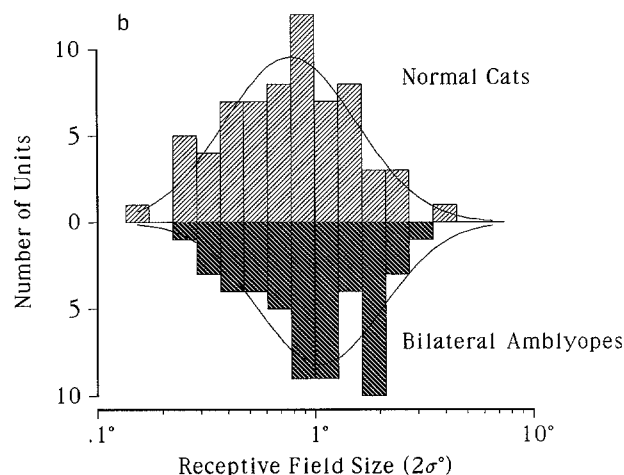 b
10
Normal Cats
5
Number of Units
0
5
Bilateral Amblyopes
10
.1° 1° 10°
Receptive Field Size (2σ°)